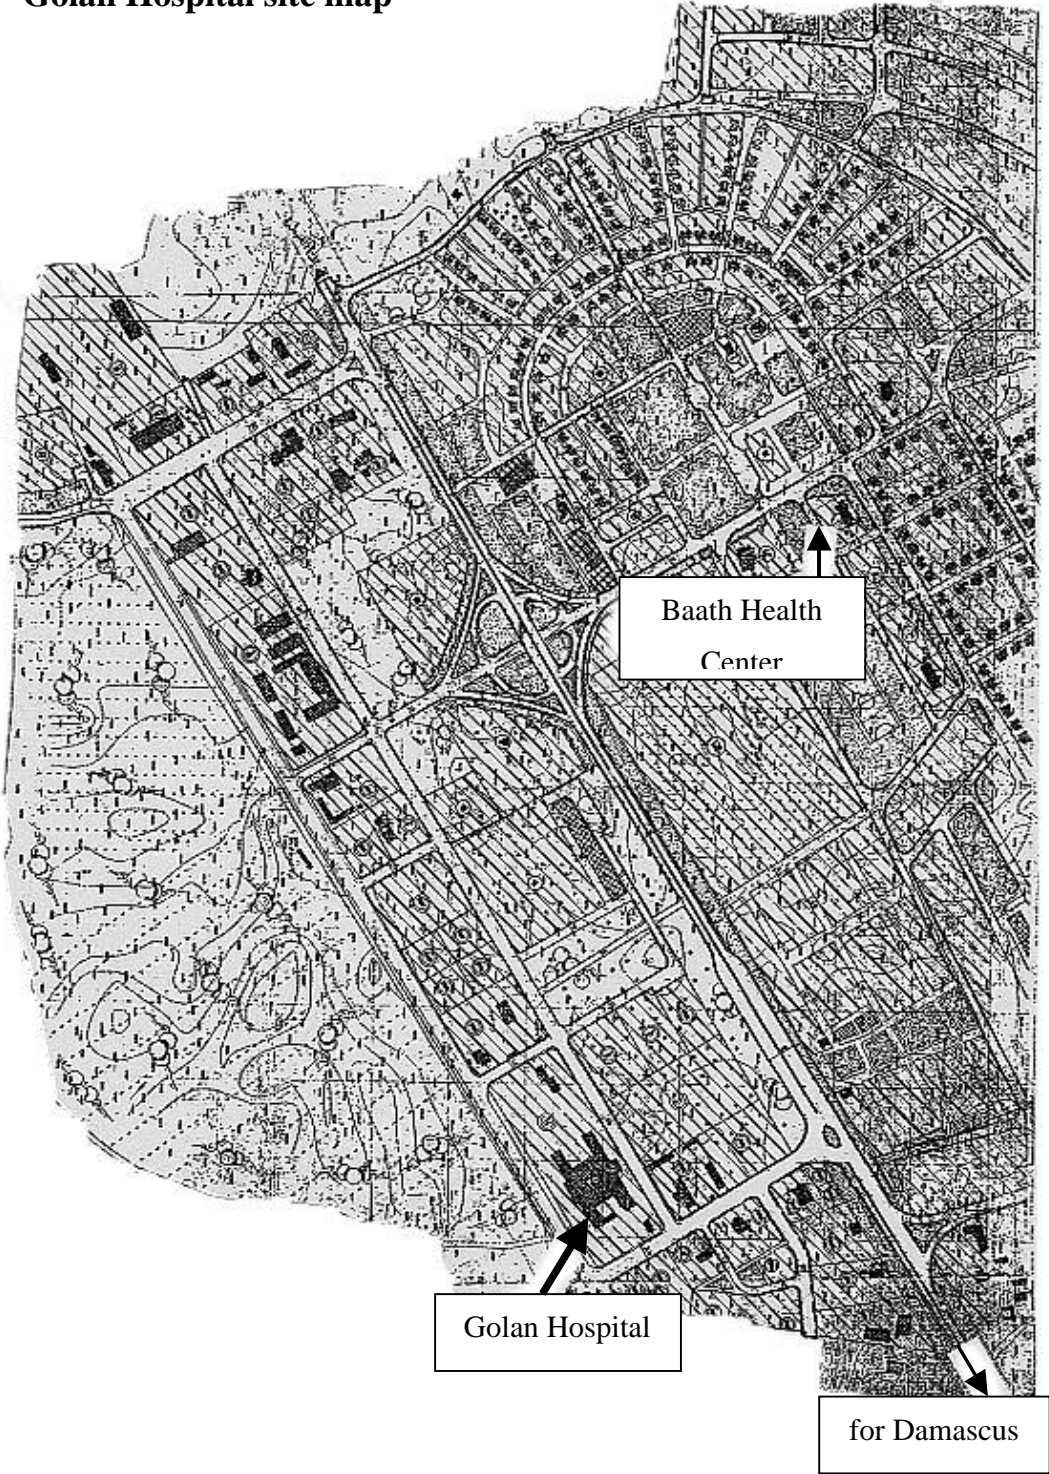 Golan Hospital site map
Baath Health
Center
Golan Hospital
for Damascus